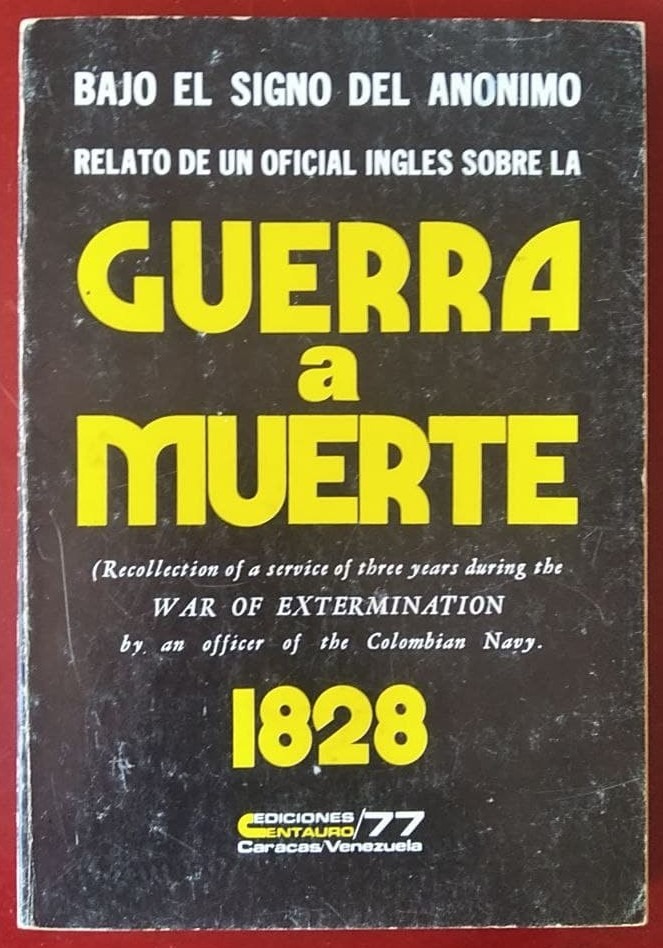 BAJO EL SIGNO DEL ANONIMO
RELATO DE UN OFICIAL INGLES SOBRE LA
GUERRA
a
MUERTE
(Recollection of a service of three years during the
WAR OF EXTERMINATION
by an officer of the Colombian Navy.
1828
EDICIONES
CENTAURO/77
Caracas/Venezuela